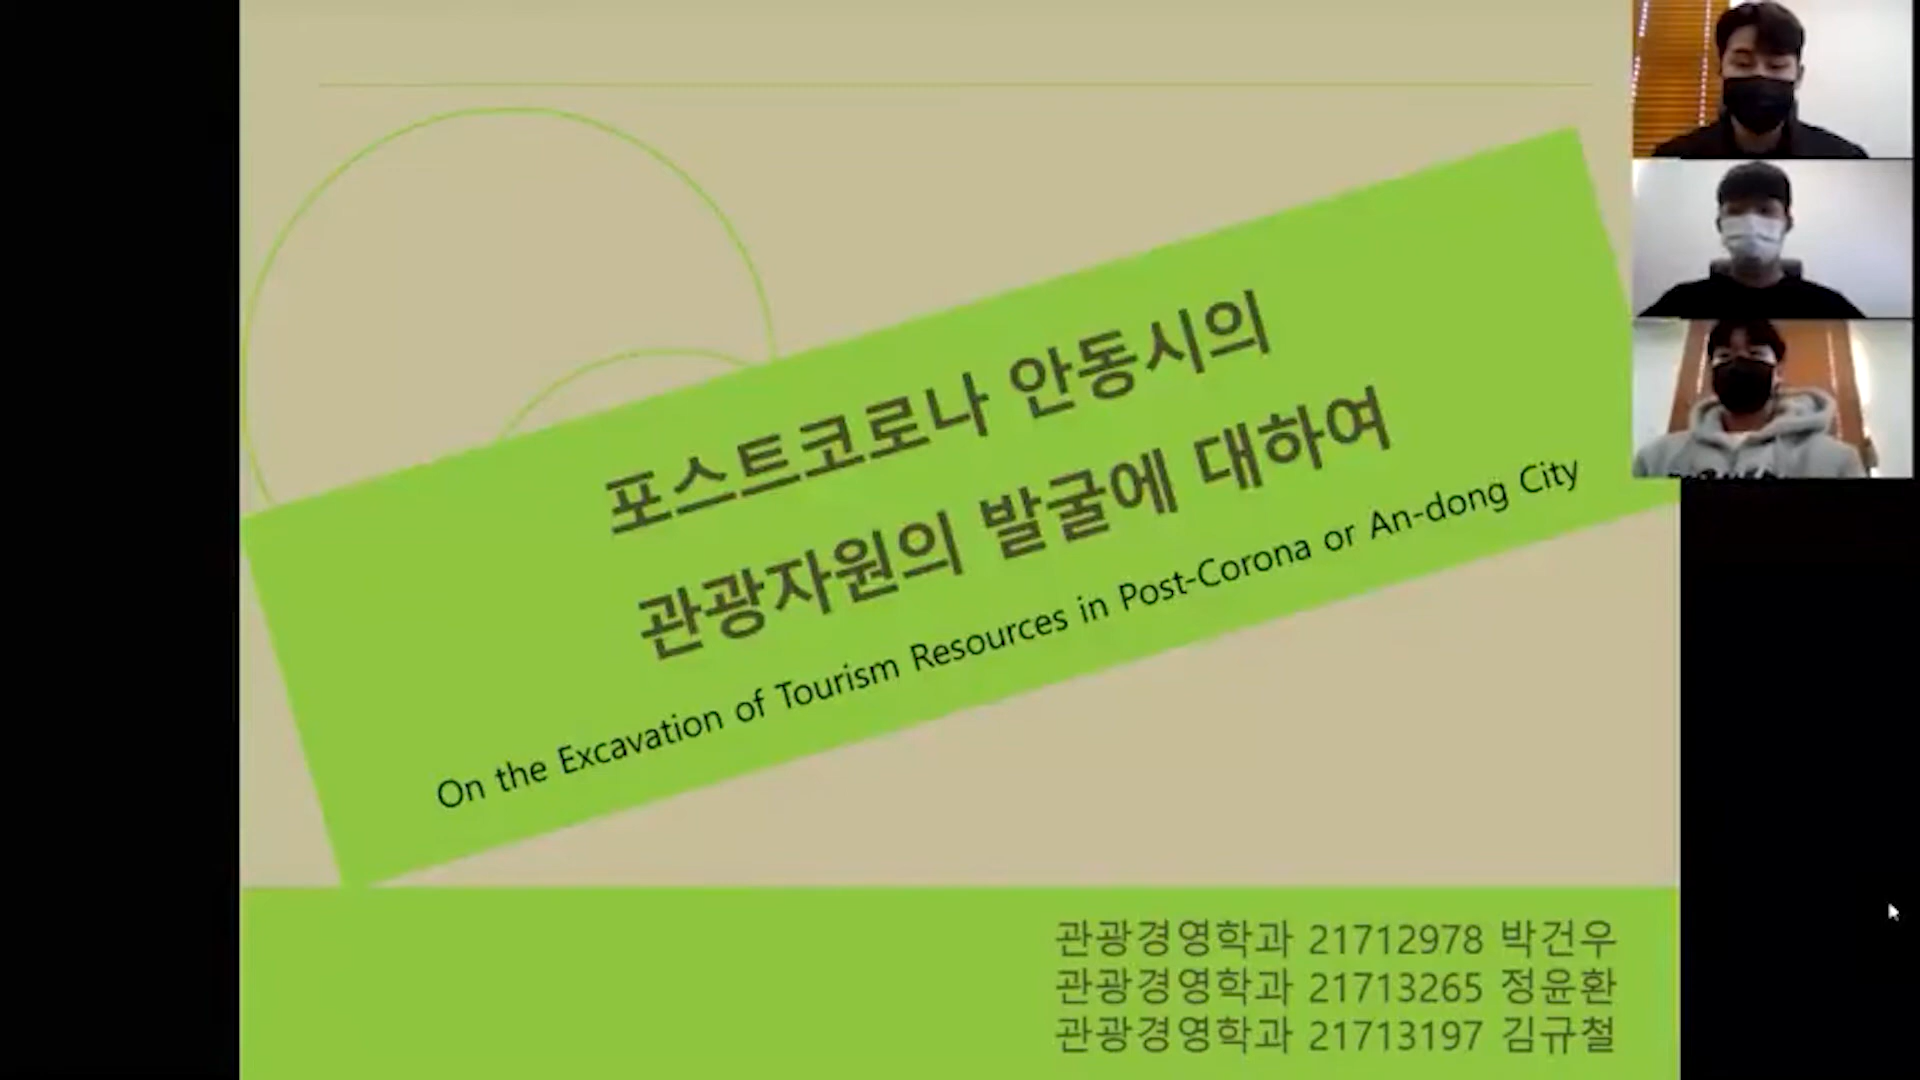 포스트코로나 안동시의
관광자원의 발굴에 대하여
On the Excavation of Tourism Resources in Post-Corona or An-dong City
관광경영학과 21712978 박건우
관광경영학과 21713265 정윤환
관광경영학과 21713197 김규철